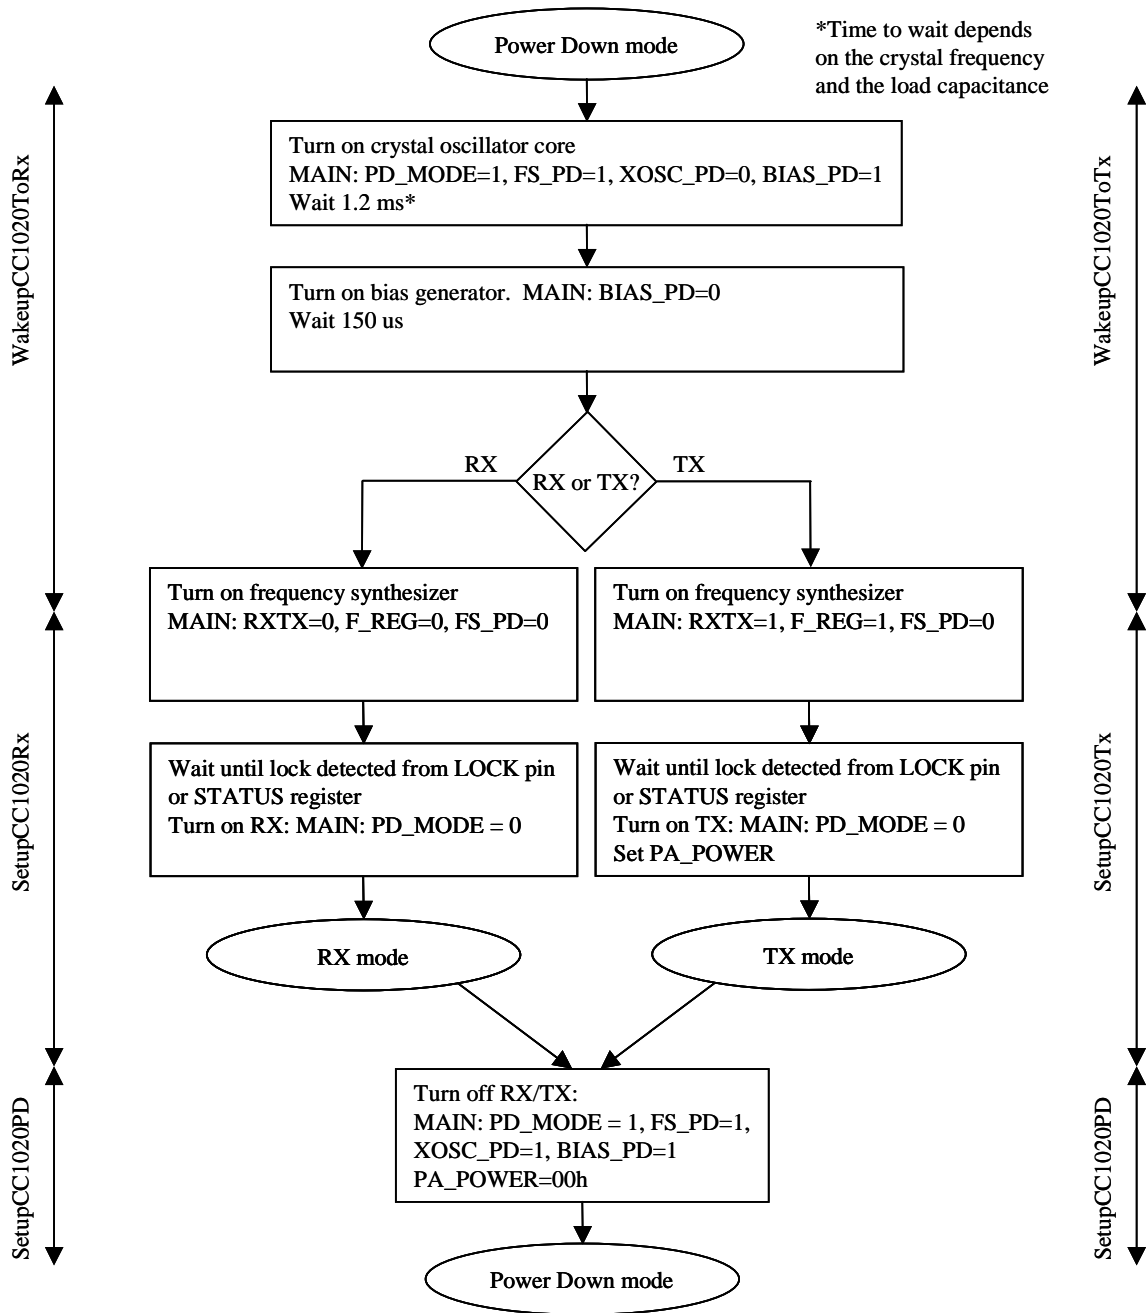 Power Down mode
*Time to wait depends
on the crystal frequency
and the load capacitance
WakeupCC1020ToRx
WakeupCC1020ToTx
Turn on crystal oscillator core
MAIN: PD_MODE=1, FS_PD=1, XOSC_PD=0, BIAS_PD=1
Wait 1.2 ms*
Turn on bias generator.  MAIN: BIAS_PD=0
Wait 150 us
RX
RX or TX?
TX
Turn on frequency synthesizer
MAIN: RXTX=0, F_REG=0, FS_PD=0
Turn on frequency synthesizer
MAIN: RXTX=1, F_REG=1, FS_PD=0
SetupCC1020Rx
SetupCC1020Tx
Wait until lock detected from LOCK pin
or STATUS register
Turn on RX: MAIN: PD_MODE = 0
Wait until lock detected from LOCK pin
or STATUS register
Turn on TX: MAIN: PD_MODE = 0
Set PA_POWER
RX mode
TX mode
SetupCC1020PD
SetupCC1020PD
Turn off RX/TX:
MAIN: PD_MODE = 1, FS_PD=1,
XOSC_PD=1, BIAS_PD=1
PA_POWER=00h
Power Down mode